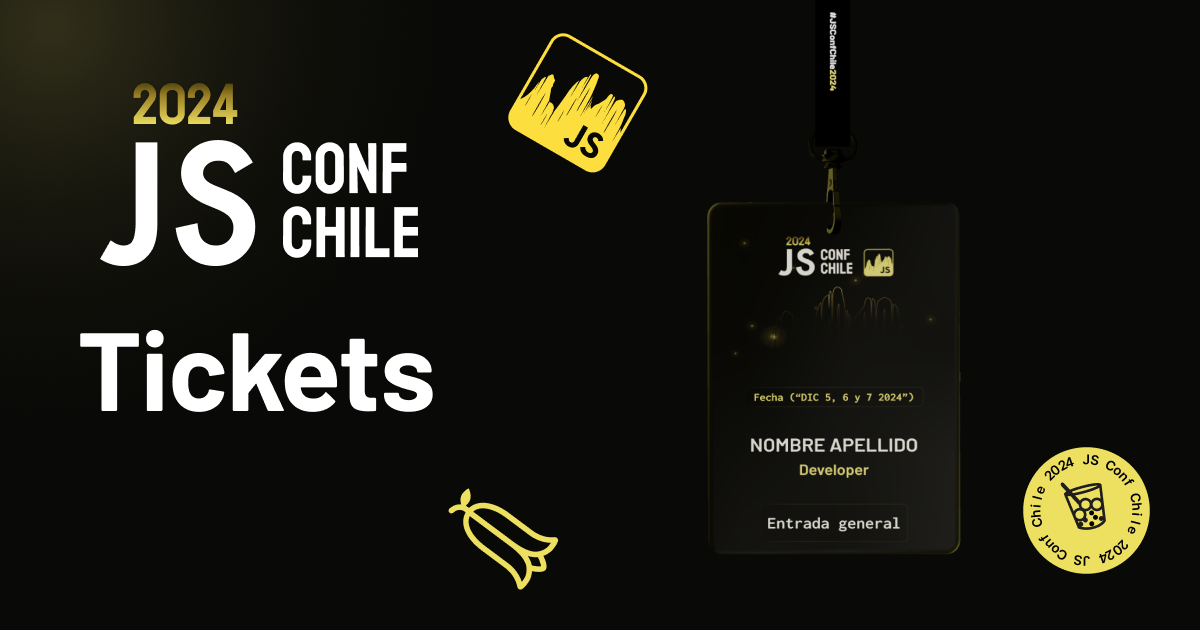 2024
JS CONF
CHILE
Tickets
JS
#JSConfChile2024
2024
JS CONF
CHILE
JS
Fecha (“DIC 5, 6 y 7 2024”)
NOMBRE APELLIDO
Developer
Entrada general
2024 JS Conf Chile 2024 JS Conf Chile